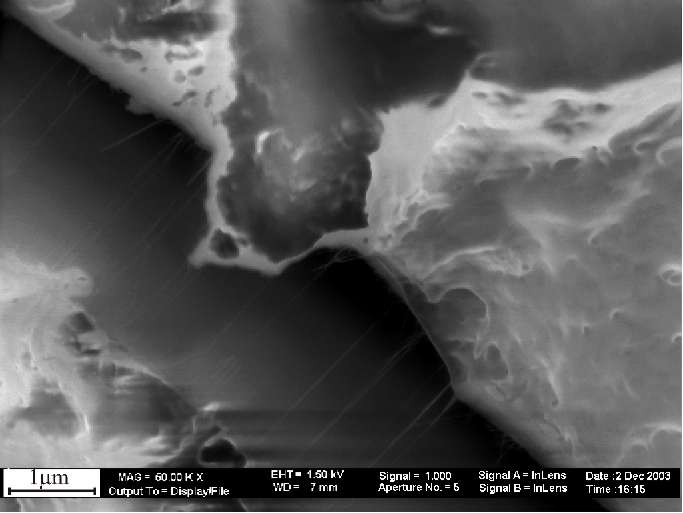 1µm
MAG = 50.00 K X
Output To = Display/File
EHT = 1.50 kV
WD = 7 mm
Signal = 1.000
Aperture No. = 5
Signal A = InLens
Signal B = InLens
Date :2 Dec 2003
Time :16:15